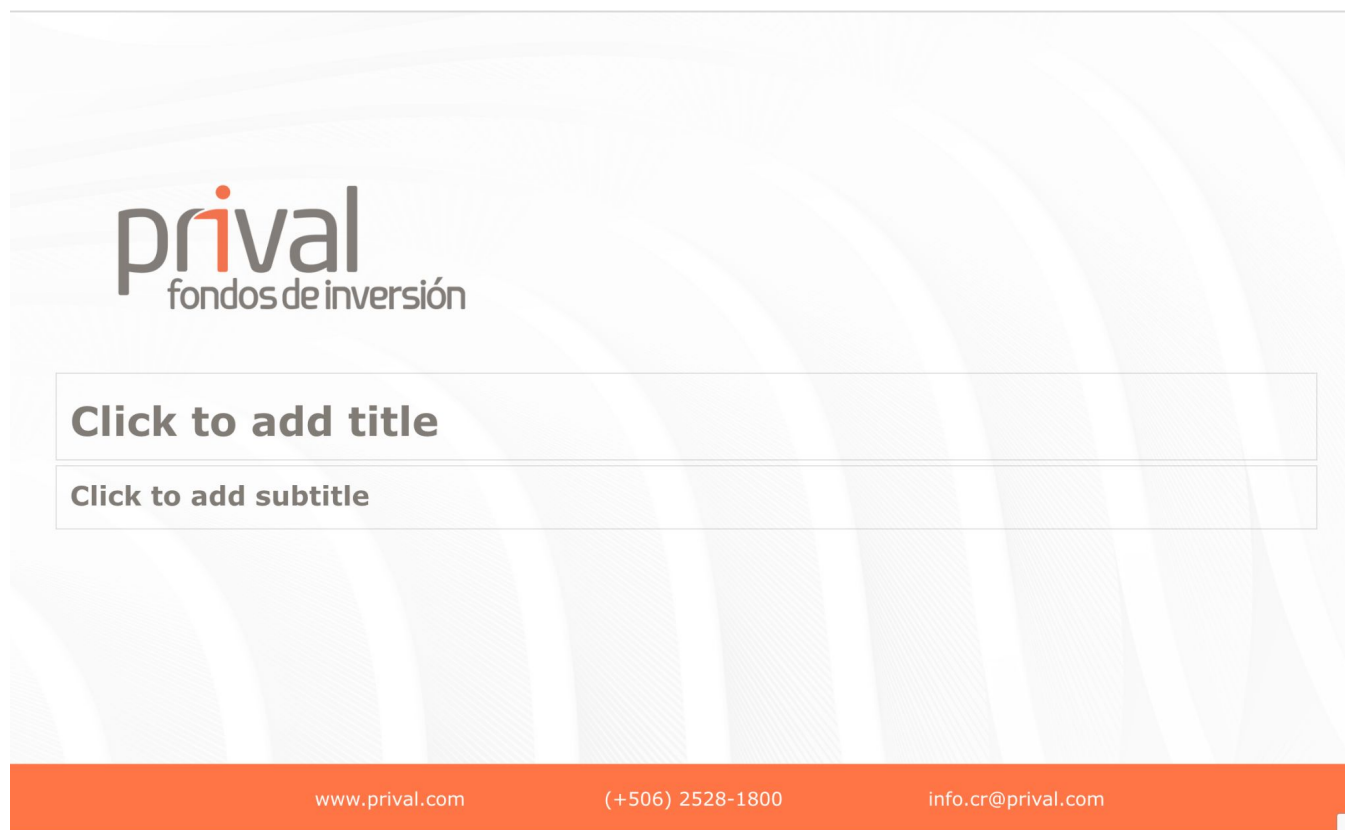 prival
fondos de inversión
Click to add title
Click to add subtitle
www.prival.com (+506) 2528-1800 info.cr@prival.com